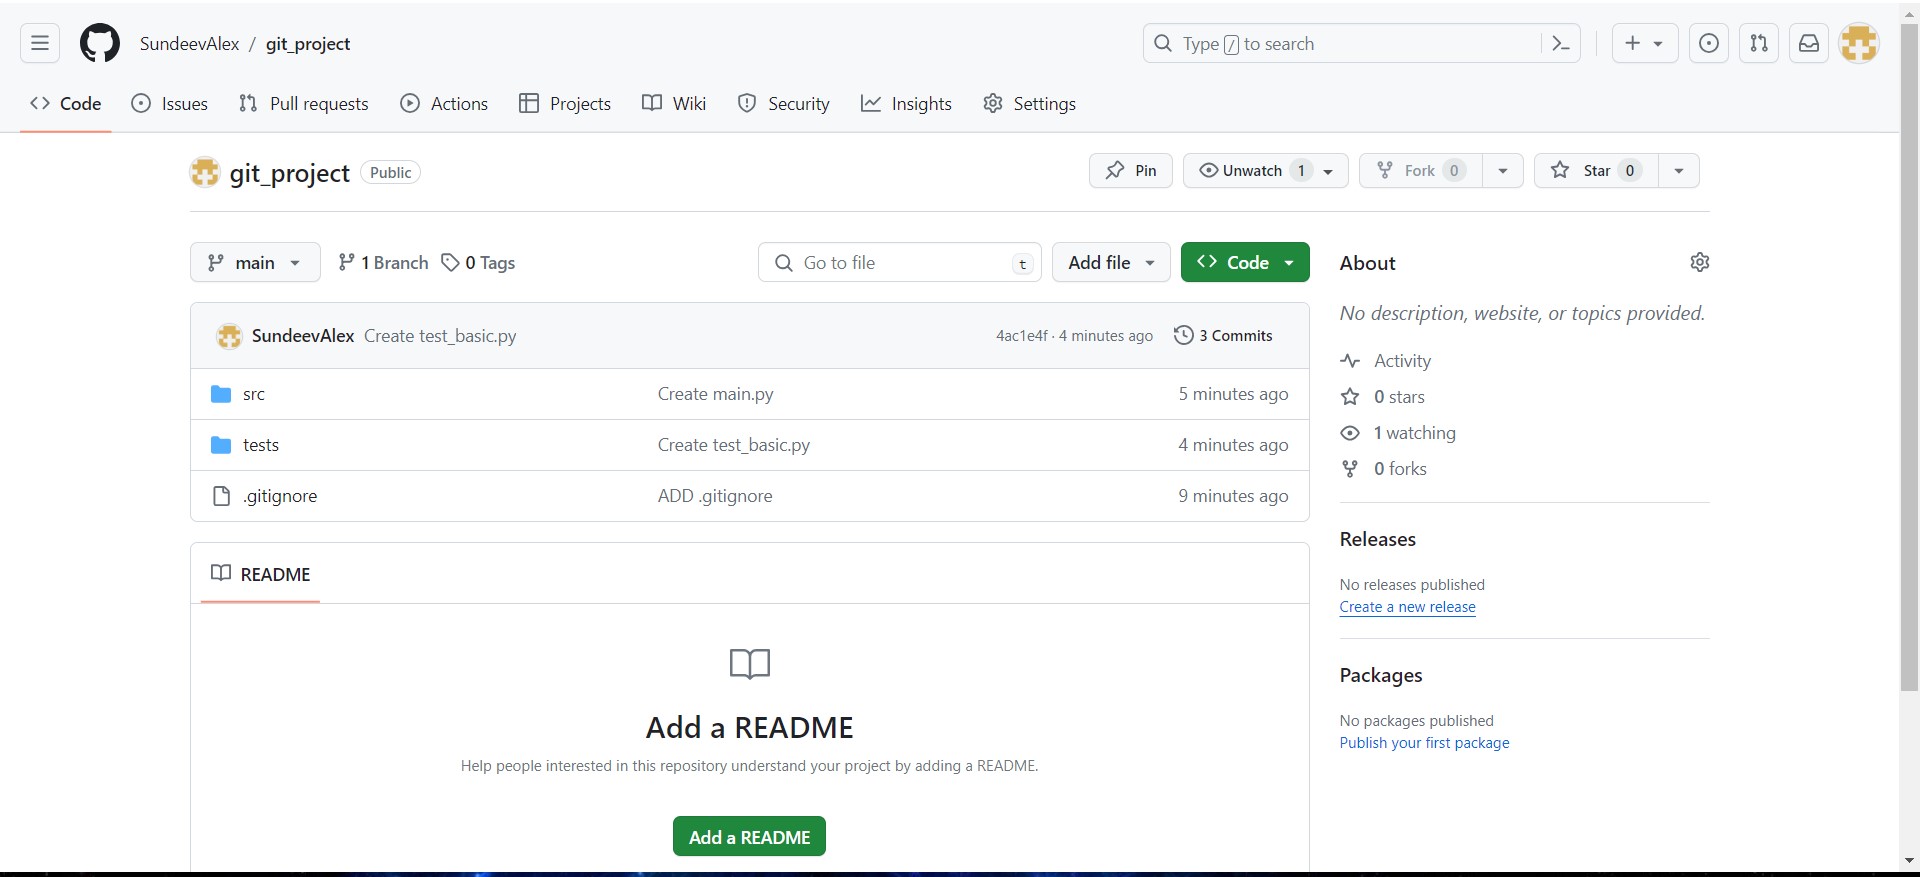 SundeevAlex / git_project
Type / to search
Code Issues Pull requests Actions Projects Wiki Security Insights Settings
git_project Public
Pin Unwatch 1 Fork 0 Star 0
main 1 Branch 0 Tags Go to file t Add file Code
SundeevAlex Create test_basic.py 4ac1e4f · 4 minutes ago 3 Commits
src Create main.py 5 minutes ago
tests Create test_basic.py 4 minutes ago
.gitignore ADD .gitignore 9 minutes ago
README
Add a README
Help people interested in this repository understand your project by adding a README.
Add a README
About
No description, website, or topics provided.
Activity
0 stars
1 watching
0 forks
Releases
No releases published
Create a new release
Packages
No packages published
Publish your first package